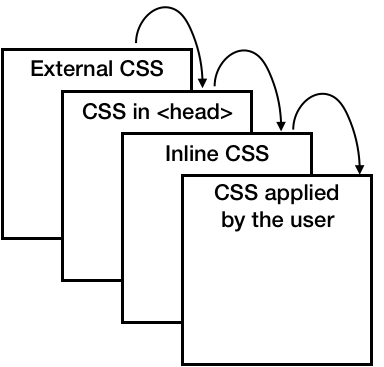 External CSS
CSS in <head>
Inline CSS
CSS applied
by the user